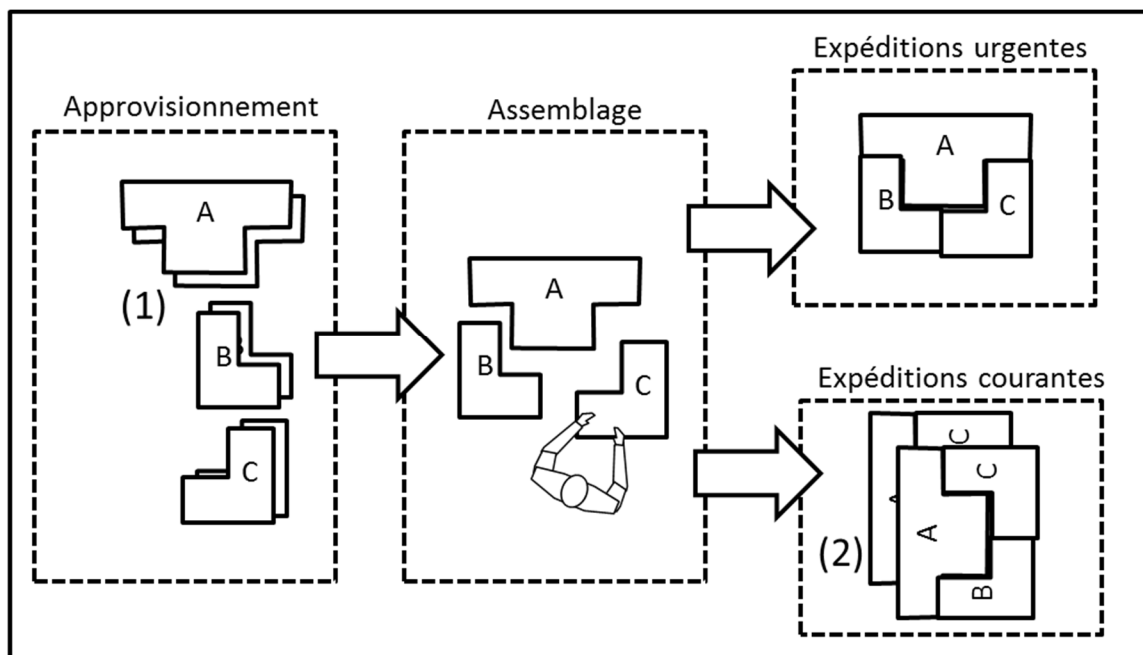 Expéditions urgentes
Approvisionnement
Assemblage
A
B
C
(1)
A
B
C
A
B
C
Expéditions courantes
C
C
A
A
B
(2)